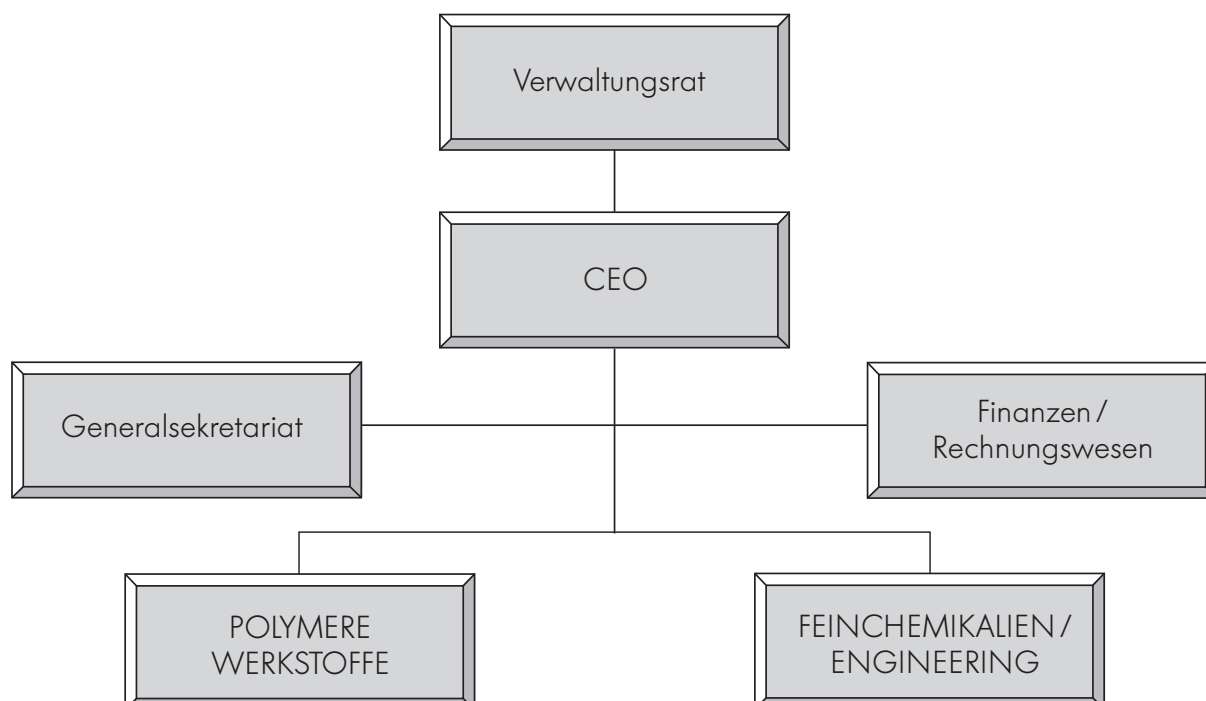 Verwaltungsrat
CEO
Generalsekretariat
Finanzen /
Rechnungswesen
POLYMERE
WERKSTOFFE
FEINCHEMIKALIEN /
ENGINEERING